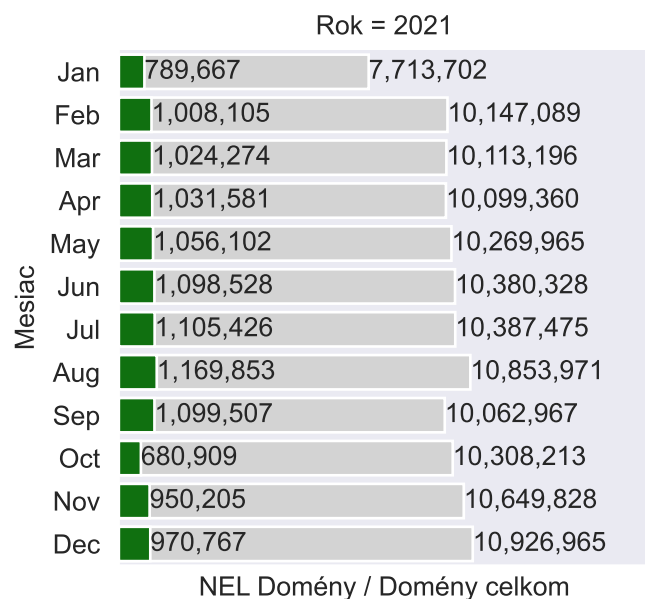 Rok = 2021
Jan 789,667 7,713,702
Feb 1,008,105 10,147,089
Mar 1,024,274 10,113,196
Apr 1,031,581 10,099,360
May 1,056,102 10,269,965
Jun 1,098,528 10,380,328
Jul 1,105,426 10,387,475
Aug 1,169,853 10,853,971
Sep 1,099,507 10,062,967
Oct 680,909 10,308,213
Nov 950,205 10,649,828
Dec 970,767 10,926,965
Mesiac
NEL Domény / Domény celkom